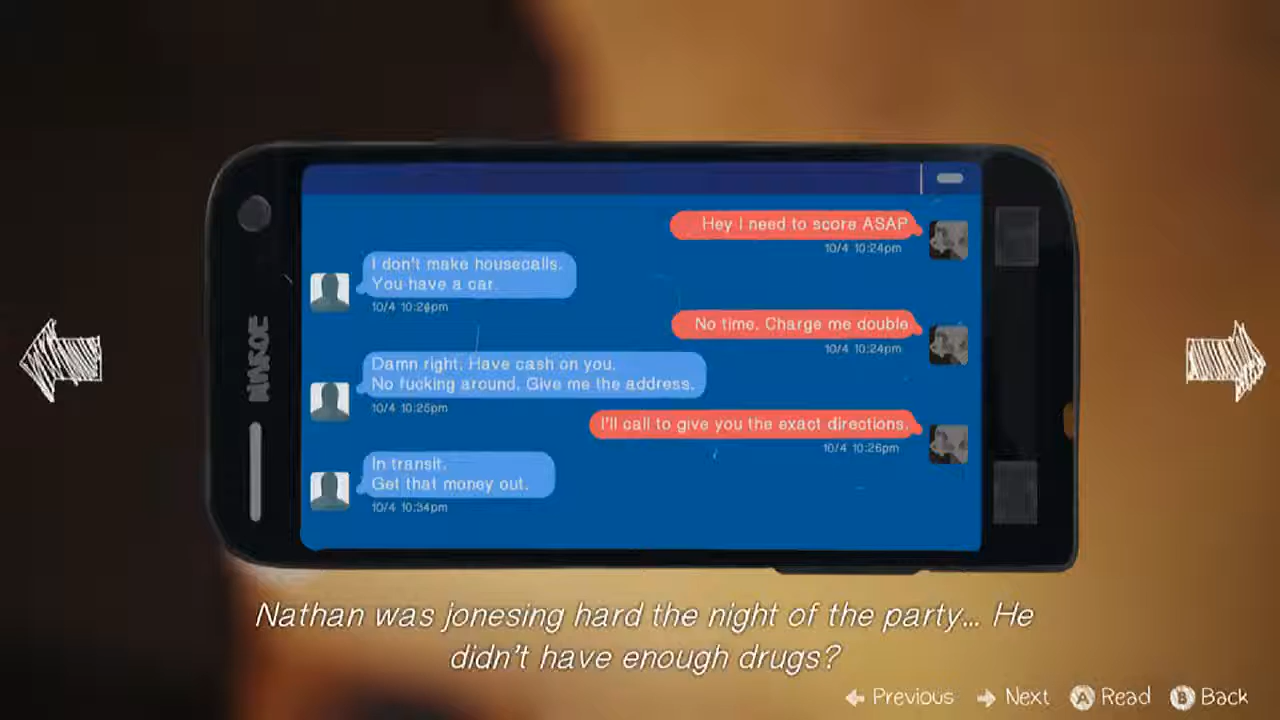 Hey I need to score ASAP
10/4 10:24pm
I don't make housecalls.
You have a car.
10/4 10:24pm
No time. Charge me double
10/4 10:24pm
Damn right. Have cash on you.
No fucking around. Give me the address.
10/4 10:25pm
I'll call to give you the exact directions.
10/4 10:26pm
In transit.
Get that money out.
10/4 10:34pm
Nathan was jonesing hard the night of the party... He
didn't have enough drugs?
Previous Next A Read B Back